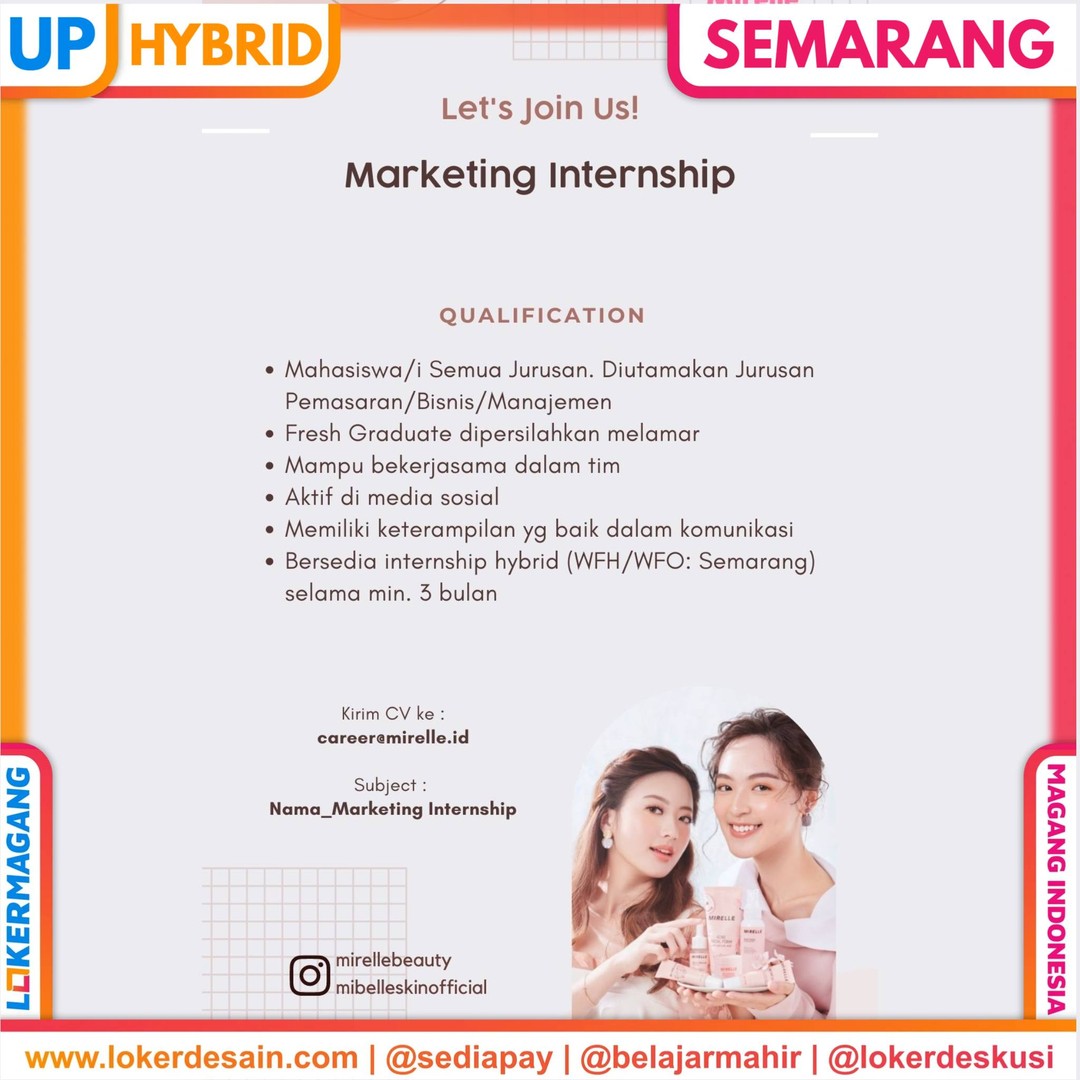 UP
HYBRID
SEMARANG
Let's Join Us!
Marketing Internship
QUALIFICATION
• Mahasiswa/i Semua Jurusan. Diutamakan Jurusan
Pemasaran/Bisnis/Manajemen
• Fresh Graduate dipersilahkan melamar
• Mampu bekerjasama dalam tim
• Aktif di media sosial
• Memiliki keterampilan yg baik dalam komunikasi
• Bersedia internship hybrid (WFH/WFO: Semarang)
selama min. 3 bulan
Kirim CV ke :
career@mirelle.id
Subject :
Nama_Marketing Internship
MIRELLE
MIRELLE
mirellebeauty
mibelleskinofficial
LOKERMAGANG
MAGANG INDONESIA
www.lokerdesain.com | @sediapay | @belajarmahir | @lokerdeskusi